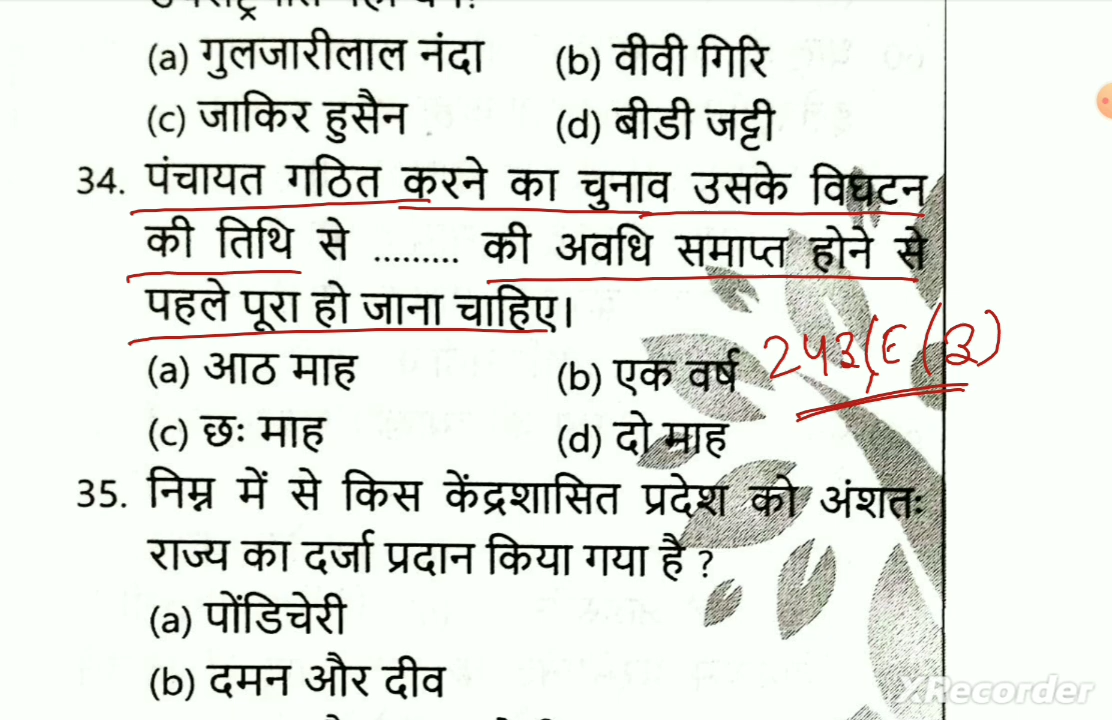 (a) गुलजारीलाल नंदा (b) वीवी गिरि
(c) जाकिर हुसैन (d) बीडी जट्टी
34. पंचायत गठित करने का चुनाव उसके विघटन
की तिथि से ......... की अवधि समाप्त होने से
पहले पूरा हो जाना चाहिए।
243(E(3)
(a) आठ माह (b) एक वर्ष
(c) छः माह (d) दो माह
35. निम्न में से किस केंद्रशासित प्रदेश को अंशतः
राज्य का दर्जा प्रदान किया गया है ?
(a) पोंडिचेरी
(b) दमन और दीव
XRecorder